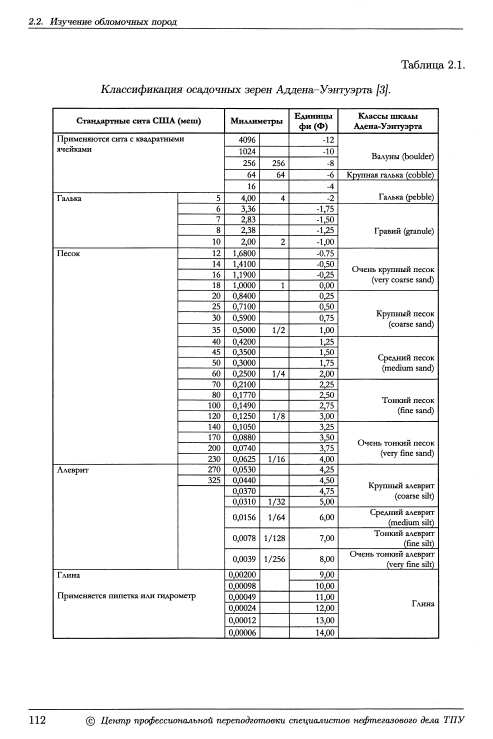 2.2. Изучение обломочных пород
Таблица 2.1.
Классификация осадочных зерен Аддена–Уэнтуэрта [3].
Стандартные сита США (меш) Миллиметры Единицы фи (Ф) Классы шкалы Адена-Уэнтуэрта
Применяются сита с квадратными 4096 -12
ячейками 1024 -10
Валуны (boulder)
256 256 -8
64 64 -6 Крупная галька (cobble)
16 -4
Галька 5 4,00 4 -2 Галька (pebble)
6 3,36 -1,75
7 2,83 -1,50
8 2,38 -1,25 Гравий (granule)
10 2,00 2 -1,00
Песок 12 1,6800 -0,75
14 1,4100 -0,50 Очень крупный песок
16 1,1900 -0,25 (very coarse sand)
18 1,0000 1 0,00
20 0,8400 0,25
25 0,7100 0,50 Крупный песок
30 0,5900 0,75 (coarse sand)
35 0,5000 1/2 1,00
40 0,4200 1,25
45 0,3500 1,50 Средний песок
50 0,3000 1,75 (medium sand)
60 0,2500 1/4 2,00
70 0,2100 2,25
80 0,1770 2,50 Тонкий песок
100 0,1490 2,75 (fine sand)
120 0,1250 1/8 3,00
140 0,1050 3,25
170 0,0880 3,50 Очень тонкий песок
200 0,0740 3,75 (very fine sand)
230 0,0625 1/16 4,00
Алеврит 270 0,0530 4,25
325 0,0440 4,50 Крупный алеврит
0,0370 4,75 (coarse silt)
0,0310 1/32 5,00
0,0156 1/64 6,00 Средний алеврит
(medium silt)
0,0078 1/128 7,00 Тонкий алеврит
(fine silt)
0,0039 1/256 8,00 Очень тонкий алеврит
(very fine silt)
Глина 0,00200 9,00
0,00098 10,00
Применяется пипетка или гидрометр 0,00049 11,00
0,00024 12,00 Глина
0,00012 13,00
0,00006 14,00
112 © Центр профессиональной переподготовки специалистов нефтегазового дела ТПУ